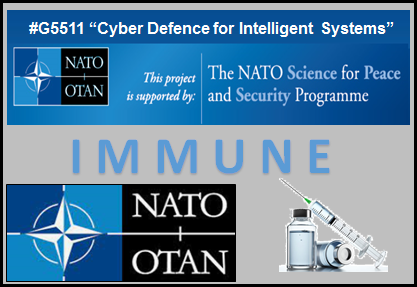 #G5511 “Cyber Defence for Intelligent Systems”
NATO
+
OTAN
This project
is supported by:
The NATO Science for Peace
and Security Programme
IMMUNE
NATO
+
OTAN